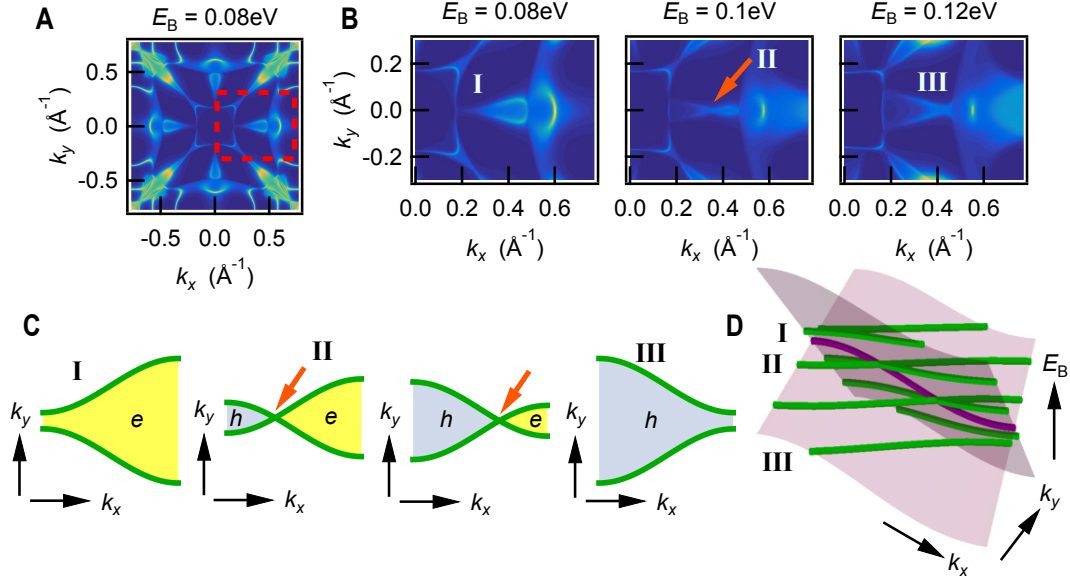 A
E_B = 0.08eV
0.5
0.0
-0.5
k_y (Å⁻¹)
-0.5 0.0 0.5
k_x (Å⁻¹)
B
E_B = 0.08eV E_B = 0.1eV E_B = 0.12eV
0.2
0.0
-0.2
k_y (Å⁻¹)
I
II
III
0.0 0.2 0.4 0.6
0.0 0.2 0.4 0.6
0.0 0.2 0.4 0.6
k_x (Å⁻¹)
k_x (Å⁻¹)
k_x (Å⁻¹)
C
I
e
k_y
k_x
II
h e
k_y
k_x
h e
k_y
k_x
III
h
k_y
k_x
D
I
II
III
E_B
k_y
k_x